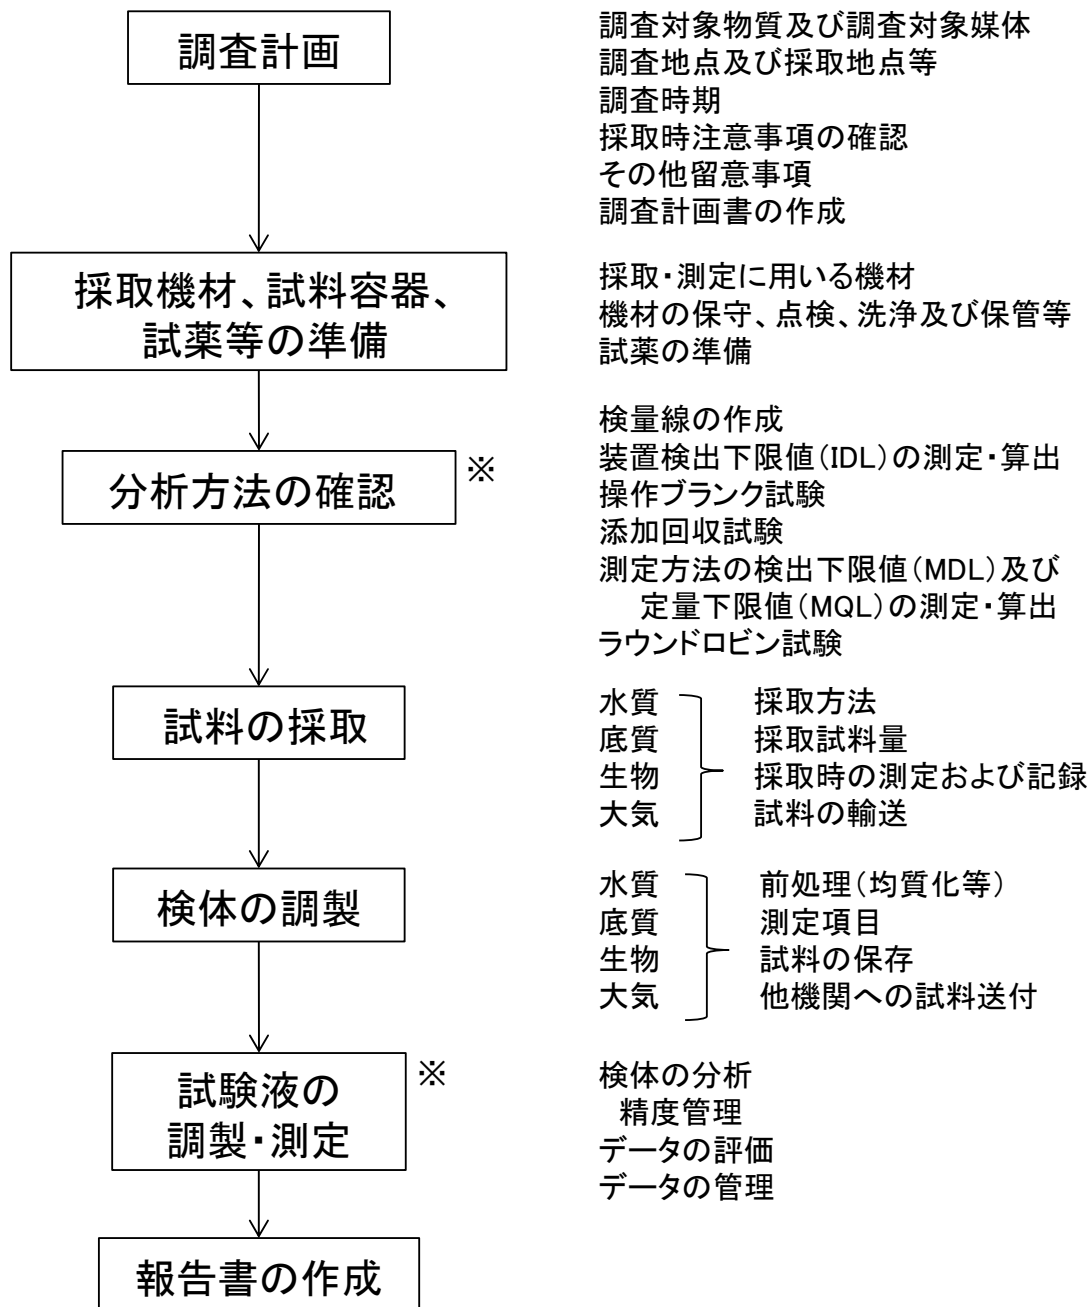 調査計画
調査対象物質及び調査対象媒体
調査地点及び採取地点等
調査時期
採取時注意事項の確認
その他留意事項
調査計画書の作成
採取機材、試料容器、
試薬等の準備
採取・測定に用いる機材
機材の保守、点検、洗浄及び保管等
試薬の準備
分析方法の確認
※
検量線の作成
装置検出下限値(IDL)の測定・算出
操作ブランク試験
添加回収試験
測定方法の検出下限値(MDL)及び
定量下限値(MQL)の測定・算出
ラウンドロビン試験
試料の採取
水質 採取方法
底質 採取試料量
生物 採取時の測定および記録
大気 試料の輸送
検体の調製
水質 前処理(均質化等)
底質 測定項目
生物 試料の保存
大気 他機関への試料送付
試験液の
調製・測定
※
検体の分析
精度管理
データの評価
データの管理
報告書の作成